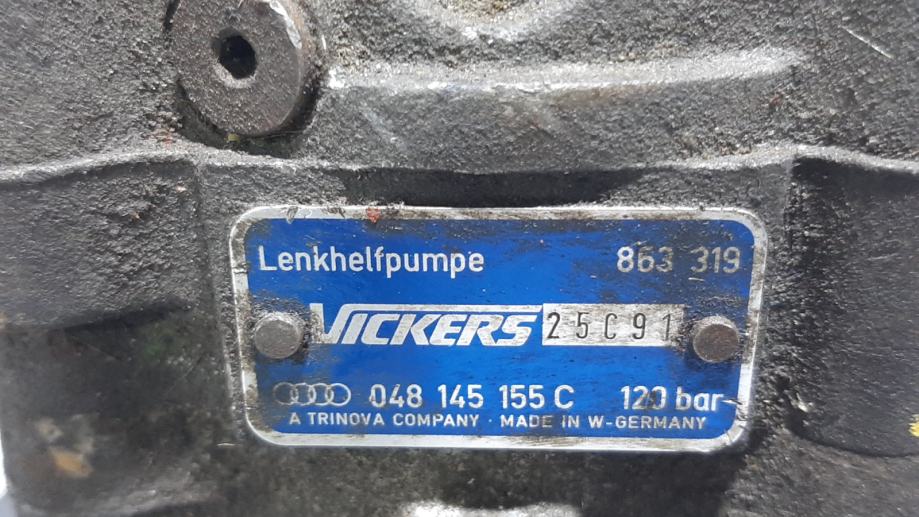 Lenkhelfpumpe 863 319
VICKERS 25C91
048 145 155 C 120 bar
A TRINOVA COMPANY · MADE IN W-GERMANY